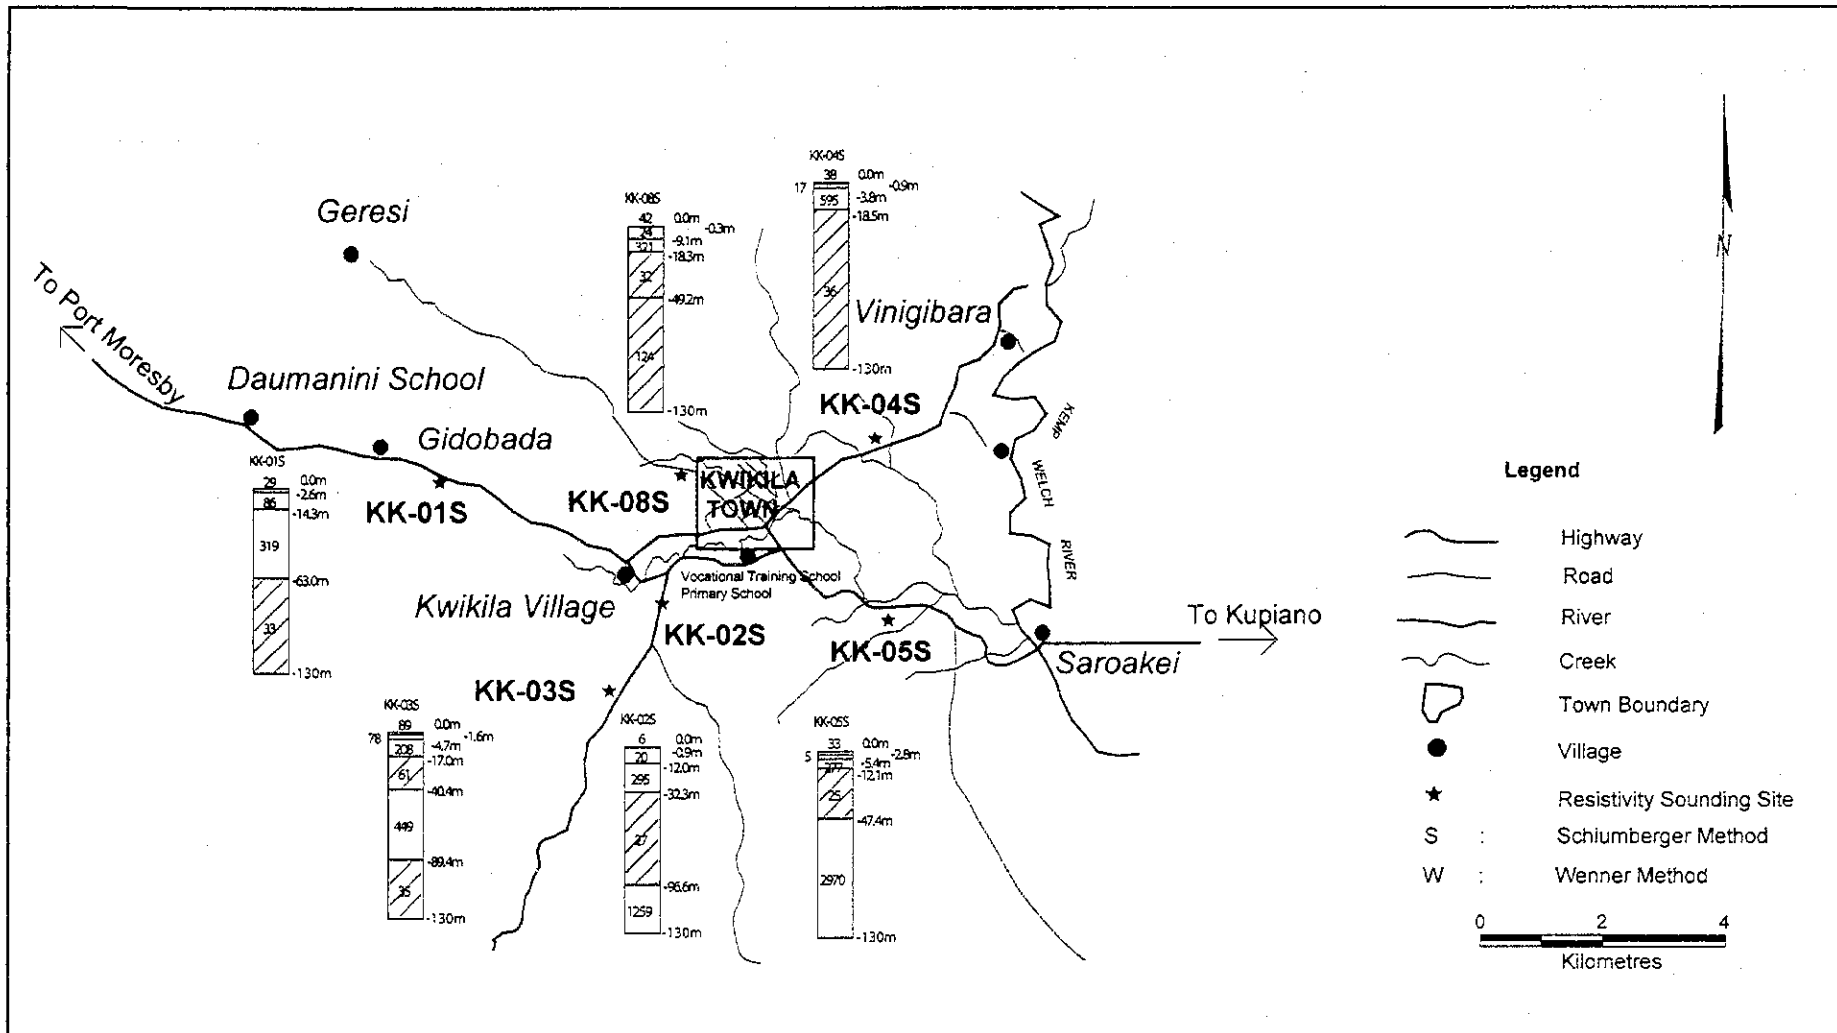 KK-04S
38 0.0m
17 -0.9m
595 -3.8m
-18.5m
36
-130m
KK-08S
42 0.0m
24 -0.3m
-9.1m
321
-18.3m
32
-49.2m
124
-130m
Geresi
To Port Moresby
Vinigibara
Daumanini School
Gidobada
KK-04S
KEMP
WELCH
RIVER
KWIKILA
TOWN
KK-08S
KK-01S
KK-01S
29 0.0m
-2.6m
86
-14.3m
319
-63.0m
33
-130m
Vocational Training School
Primary School
Kwikila Village
KK-02S
KK-05S
To Kupiano
Saroakei
KK-03S
KK-03S
89 0.0m
78 -1.6m
208 -4.7m
-17.0m
61
-40.4m
449
-89.4m
35
-130m
KK-02S
6 0.0m
-0.9m
20
-12.0m
295
-32.3m
27
-96.6m
1259
-130m
KK-05S
33 0.0m
5 -2.8m
-5.4m
277
-12.1m
25
-47.4m
2970
-130m
N
Legend
Highway
Road
River
Creek
Town Boundary
Village
Resistivity Sounding Site
S : Schlumberger Method
W : Wenner Method
0 2 4
Kilometres